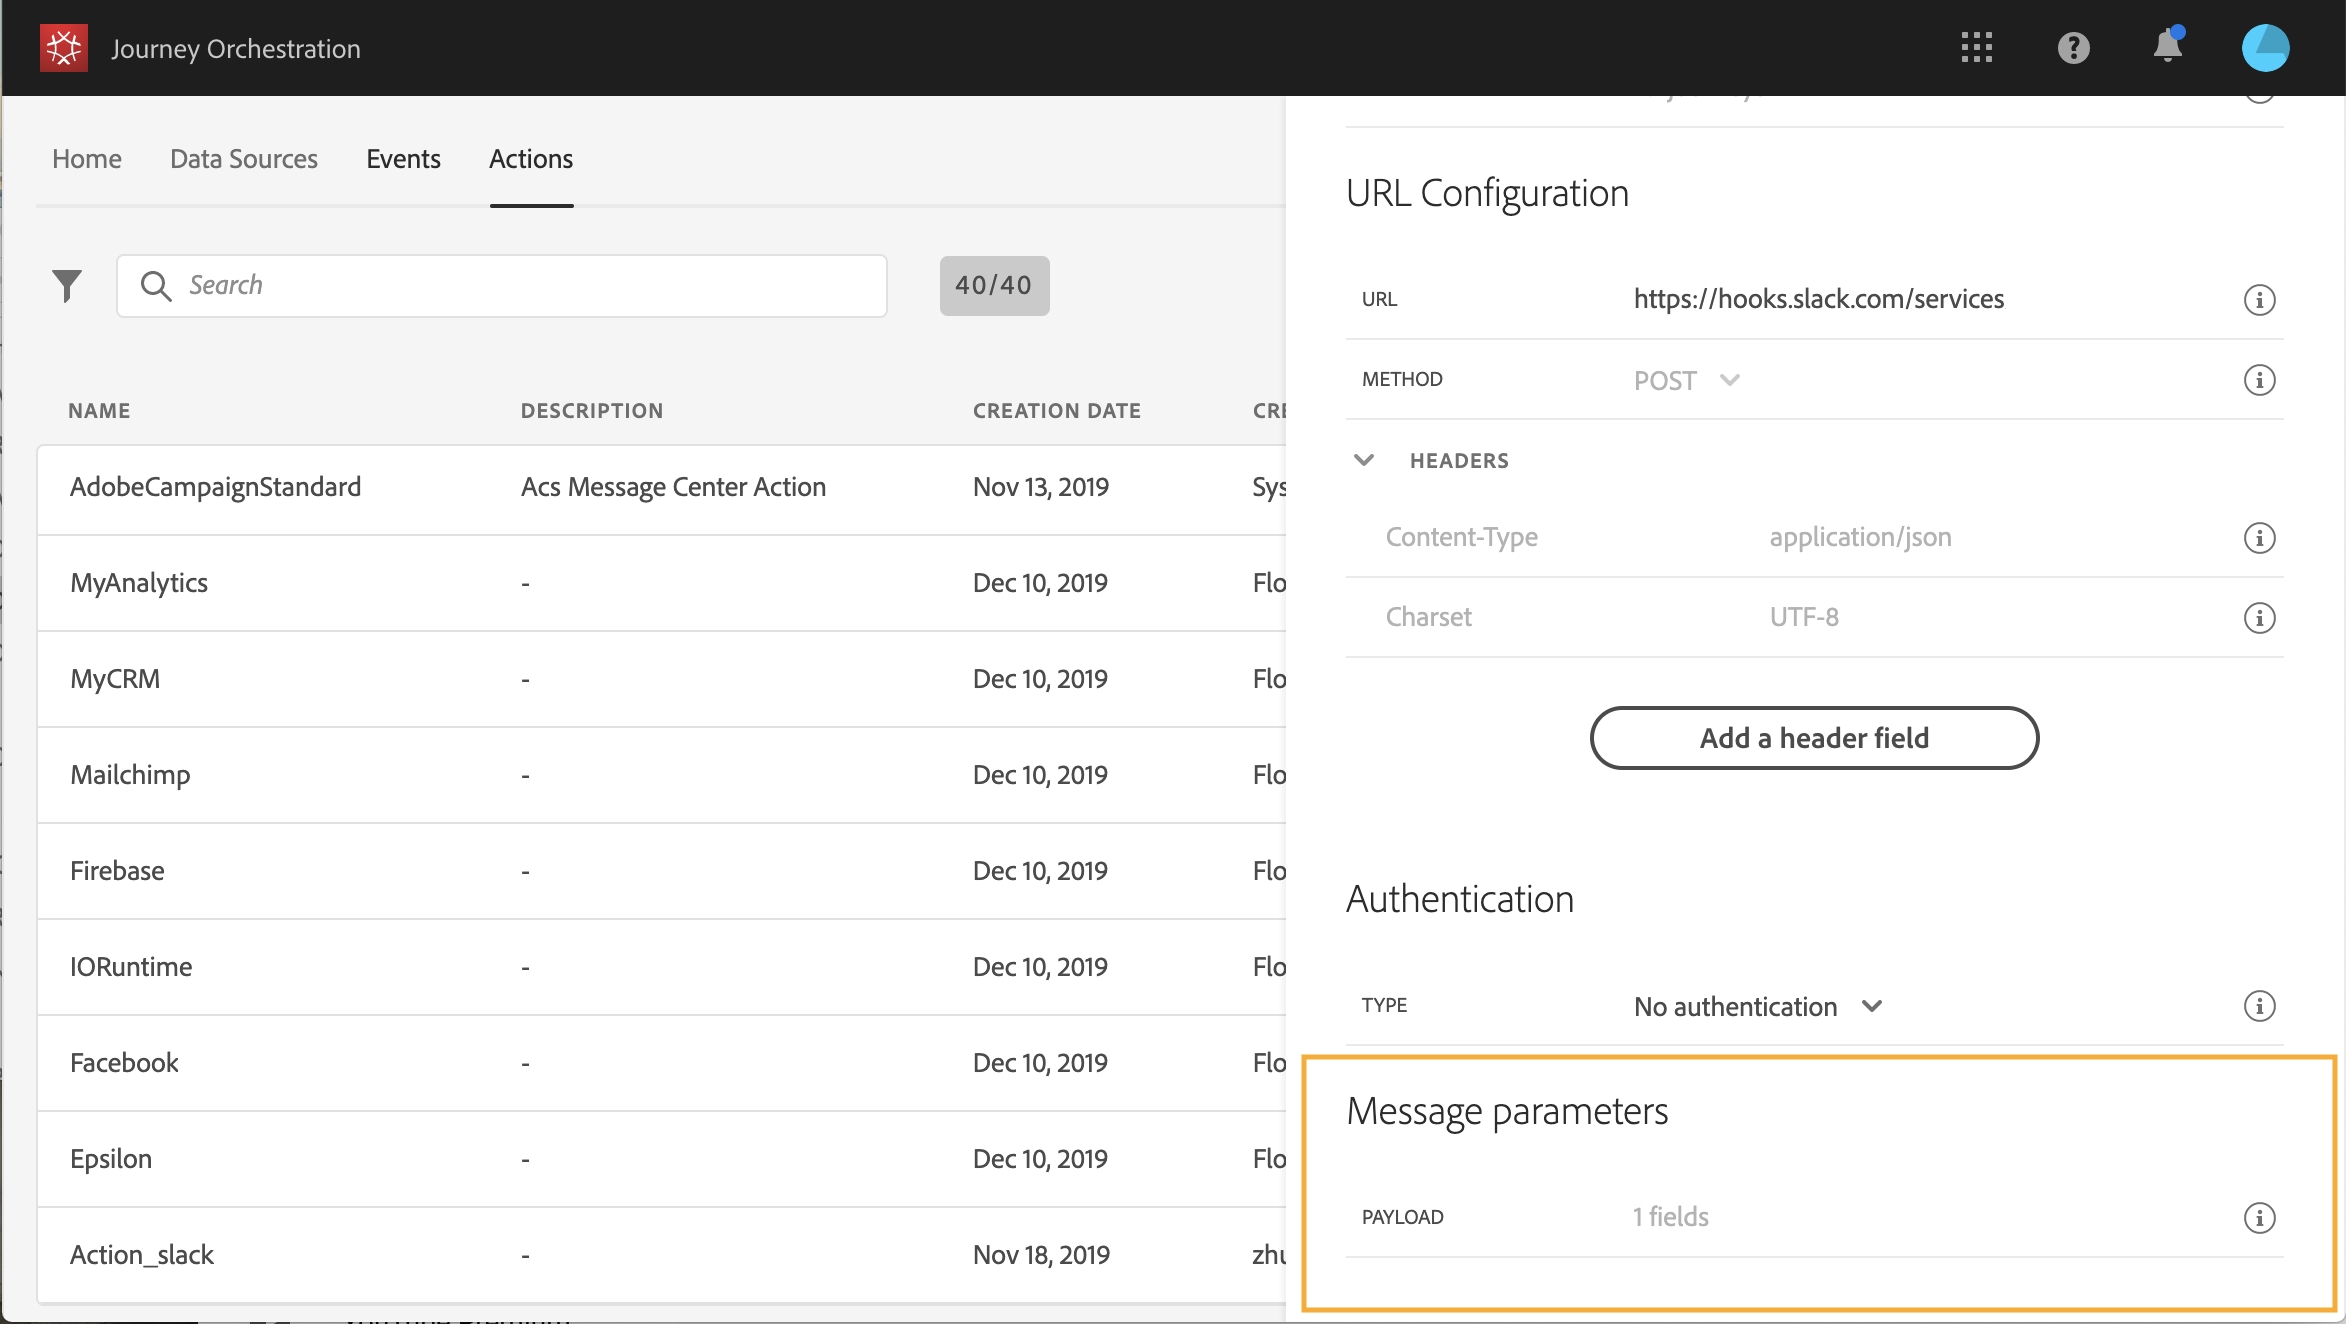 Journey Orchestration
Home Data Sources Events Actions
Search
40/40
NAME DESCRIPTION CREATION DATE CRE
AdobeCampaignStandard Acs Message Center Action Nov 13, 2019 Sys
MyAnalytics - Dec 10, 2019 Flo
MyCRM - Dec 10, 2019 Flo
Mailchimp - Dec 10, 2019 Flo
Firebase - Dec 10, 2019 Flo
IORuntime - Dec 10, 2019 Flo
Facebook - Dec 10, 2019 Flo
Epsilon - Dec 10, 2019 Flo
Action_slack - Nov 18, 2019 zhu
URL Configuration
URL https://hooks.slack.com/services
METHOD POST
HEADERS
Content-Type application/json
Charset UTF-8
Add a header field
Authentication
TYPE No authentication
Message parameters
PAYLOAD 1 fields